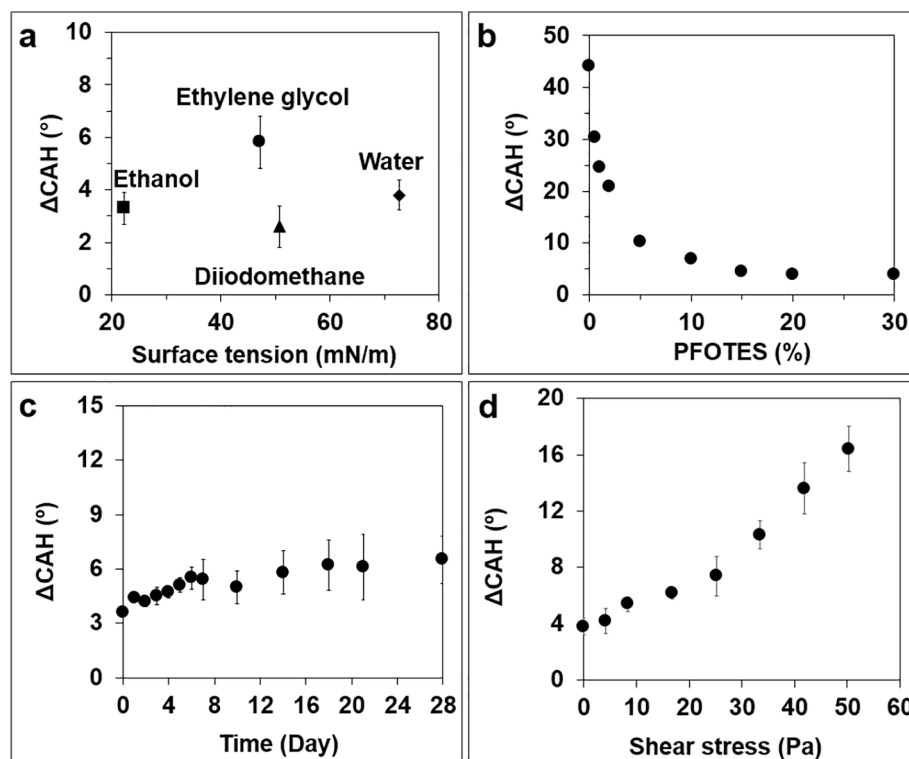 a
8
6
4
2
0
ΔCAH (°)
Ethylene glycol
Water
Ethanol
Diiodomethane
20 40 60 80
Surface tension (mN/m)
b
50
40
30
20
10
0
ΔCAH (º)
0 10 20 30
PFOTES (%)
c
15
12
9
6
3
0
ΔCAH (º)
0 4 8 12 16 20 24 28
Time (Day)
d
20
16
12
8
4
0
ΔCAH (º)
0 10 20 30 40 50 60
Shear stress (Pa)